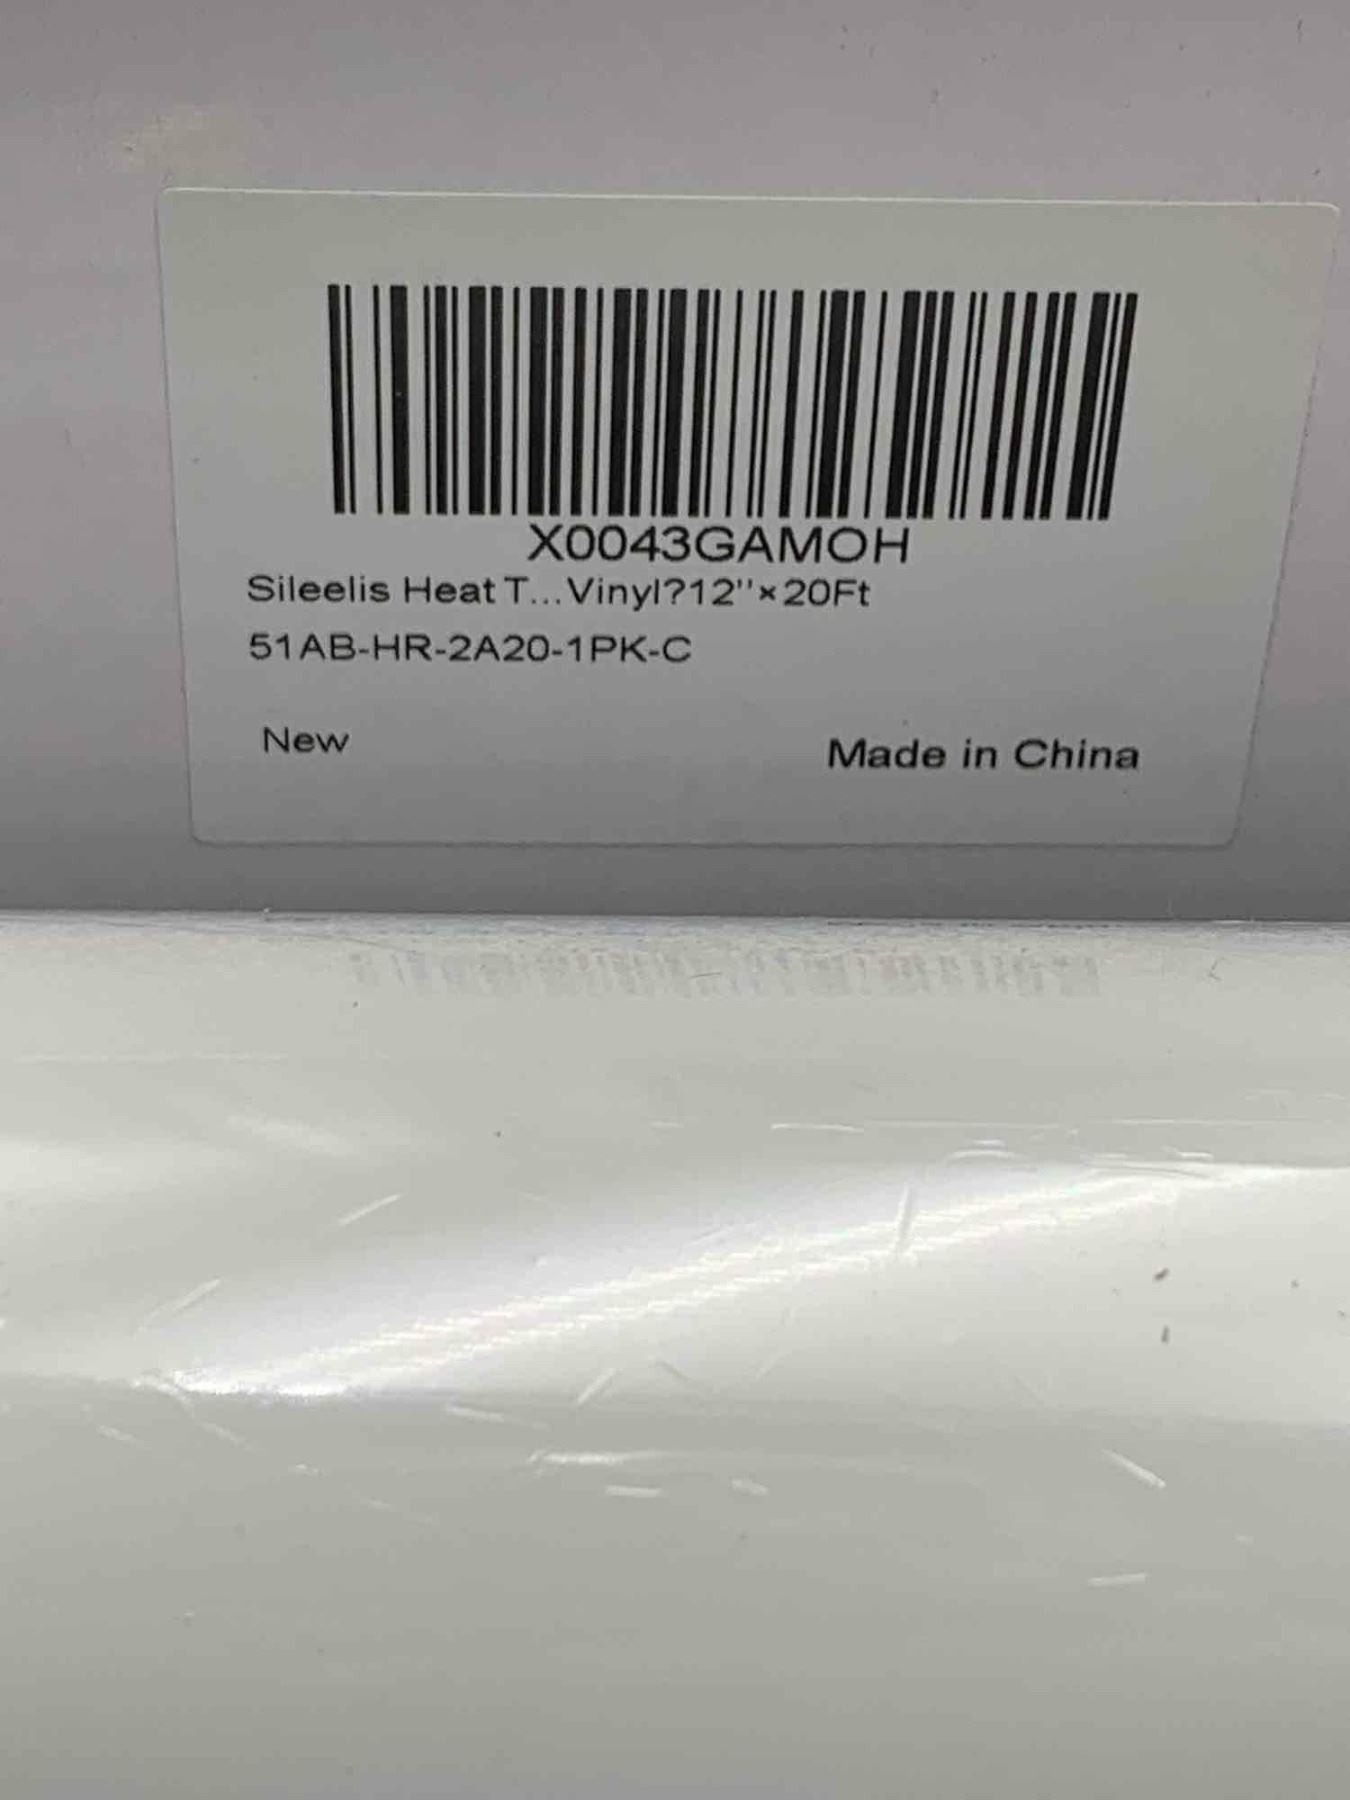 X0043GAMOH
Sileelis Heat T...Vinyl?12"×20Ft
51AB-HR-2A20-1PK-C
New
Made in China